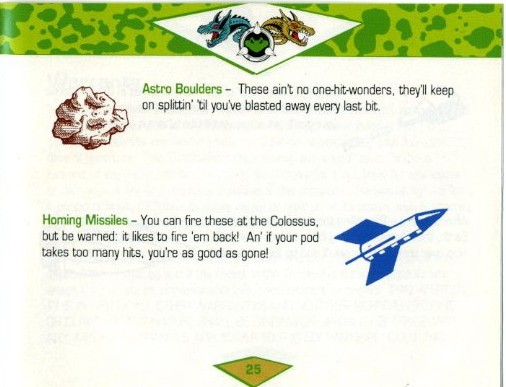 Astro Boulders – These ain't no one-hit-wonders, they'll keep
on splittin' 'til you've blasted away every last bit.
Homing Missiles – You can fire these at the Colossus,
but be warned: it likes to fire 'em back! An' if your pod
takes too many hits, you're as good as gone!
25